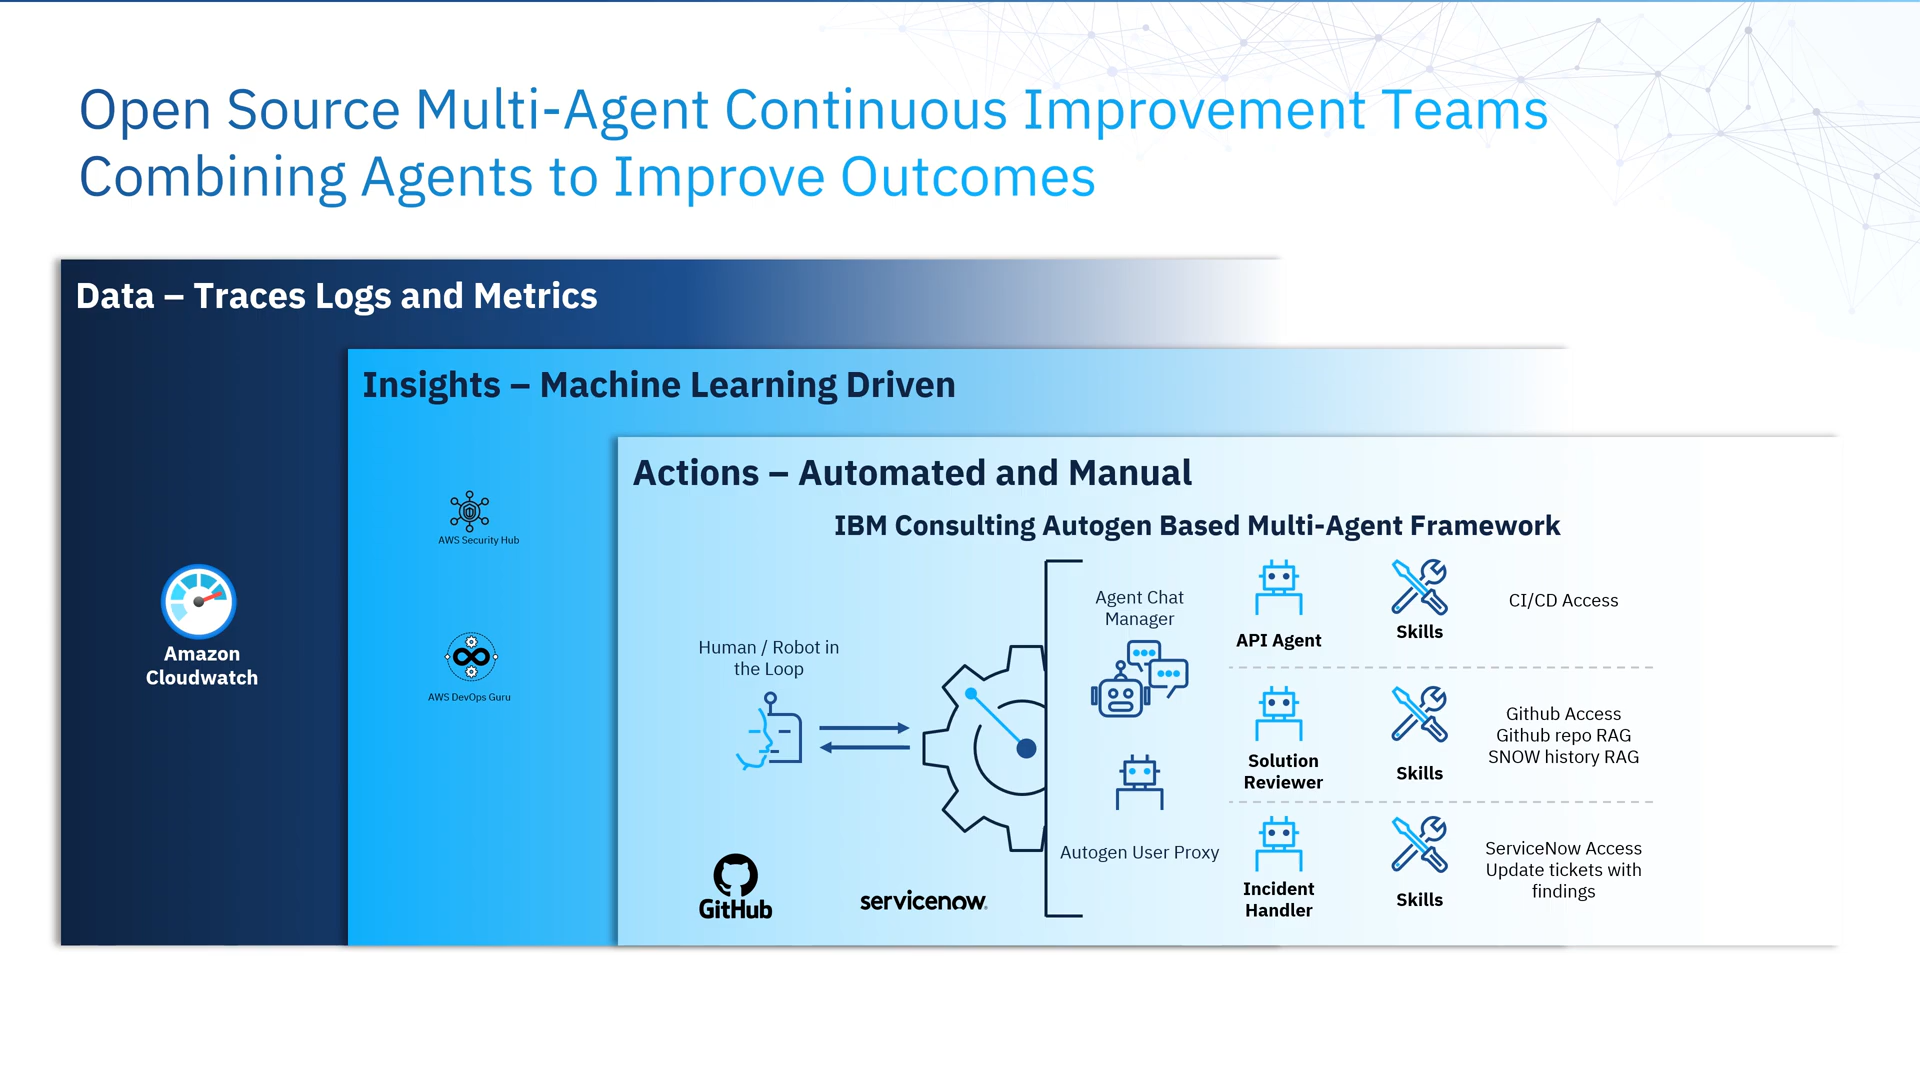 Open Source Multi-Agent Continuous Improvement Teams
Combining Agents to Improve Outcomes
Data – Traces Logs and Metrics
Amazon
Cloudwatch
Insights – Machine Learning Driven
AWS Security Hub
AWS DevOps Guru
Actions – Automated and Manual
IBM Consulting Autogen Based Multi-Agent Framework
Human / Robot in
the Loop
GitHub
servicenow
Agent Chat
Manager
Autogen User Proxy
API Agent
Skills
CI/CD Access
Solution
Reviewer
Skills
Github Access
Github repo RAG
SNOW history RAG
Incident
Handler
Skills
ServiceNow Access
Update tickets with
findings